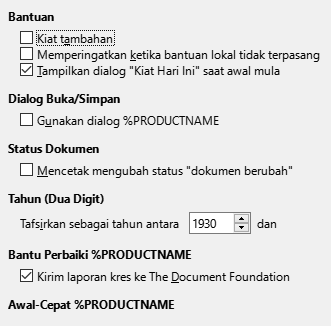 Bantuan
Kiat tambahan
Memperingatkan ketika bantuan lokal tidak terpasang
Tampilkan dialog "Kiat Hari Ini" saat awal mula
Dialog Buka/Simpan
Gunakan dialog %PRODUCTNAME
Status Dokumen
Mencetak mengubah status "dokumen berubah"
Tahun (Dua Digit)
Tafsirkan sebagai tahun antara 1930 dan
Bantu Perbaiki %PRODUCTNAME
Kirim laporan kres ke The Document Foundation
Awal-Cepat %PRODUCTNAME